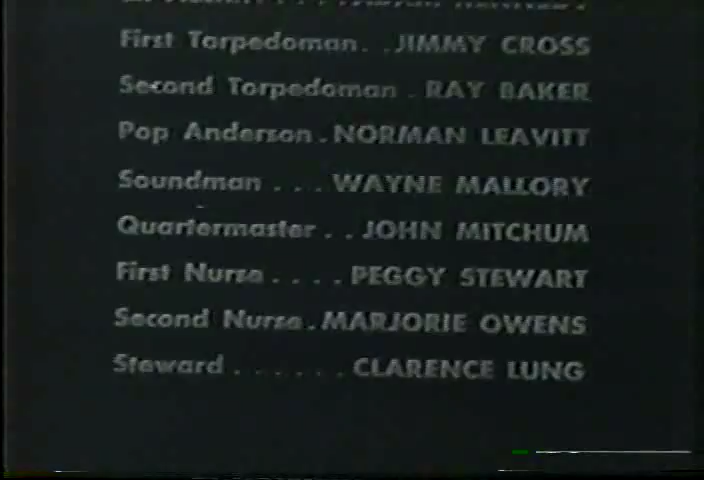 First Torpedoman. .JIMMY CROSS
Second Torpedoman . RAY BAKER
Pop Anderson . NORMAN LEAVITT
Soundman . . . WAYNE MALLORY
Quartermaster . . JOHN MITCHUM
First Nurse . . . . PEGGY STEWART
Second Nurse . MARJORIE OWENS
Steward . . . . . . CLARENCE LUNG